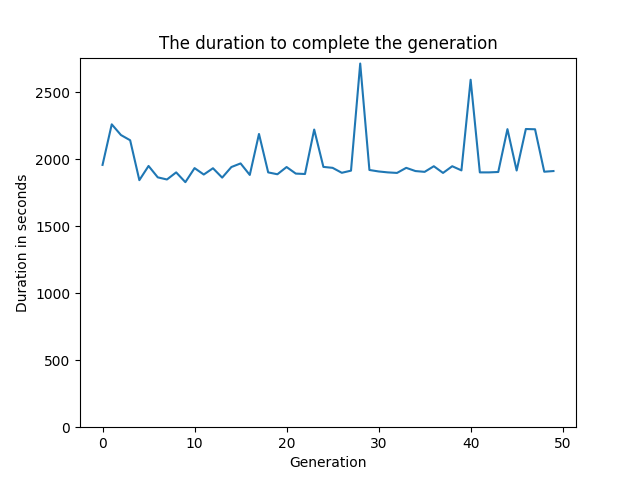 The duration to complete the generation
2500
2000
1500
1000
500
0
Duration in seconds
0 10 20 30 40 50
Generation